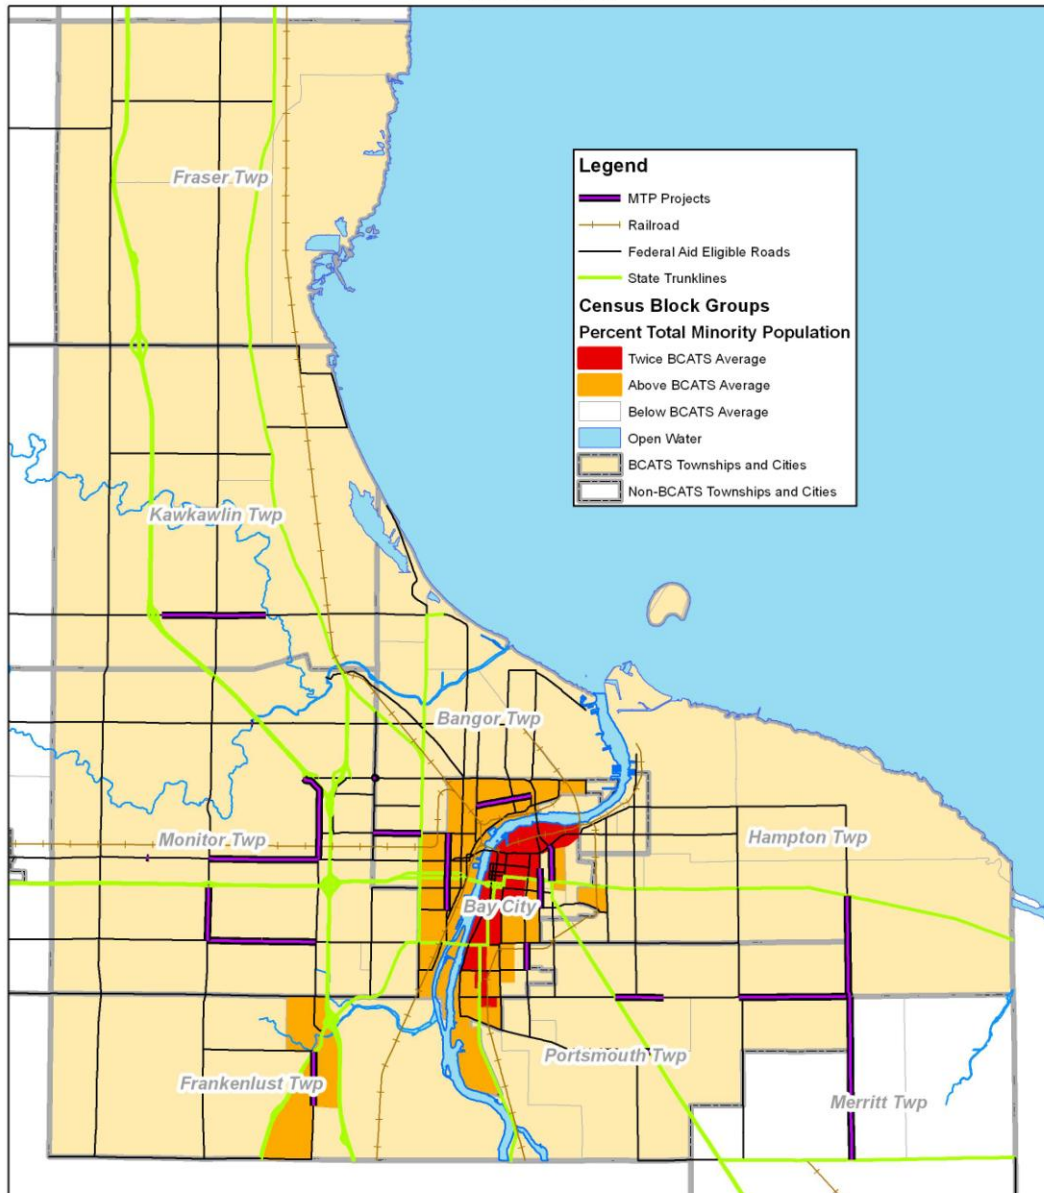 Fraser Twp
Legend
MTP Projects
Railroad
Federal Aid Eligible Roads
State Trunklines
Census Block Groups
Percent Total Minority Population
Twice BCATS Average
Above BCATS Average
Below BCATS Average
Open Water
BCATS Townships and Cities
Non-BCATS Townships and Cities
Kawkawlin Twp
Bangor Twp
Monitor Twp
Hampton Twp
Bay City
Portsmouth Twp
Frankenlust Twp
Merritt Twp